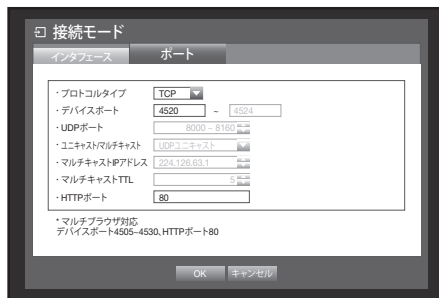 接続モード
インタフェース ポート
・プロトコルタイプ TCP
・デバイスポート 4520 ~ 4524
・UDPポート 8000 ~ 8160
・ユニキャスト/マルチキャスト UDPユニキャスト
・マルチキャストIPアドレス 224.126.63.1
・マルチキャストTTL 5
・HTTPポート 80
* マルチブラウザ対応
デバイスポート4505~4530、HTTPポート80
OK キャンセル